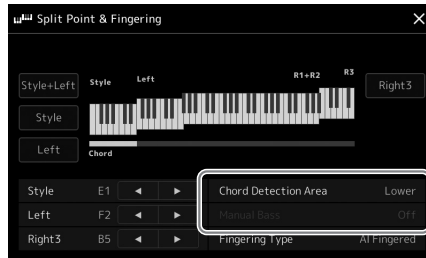 Split Point & Fingering
Style+Left
Style
Left
R1+R2
R3
Right3
Style
Left
Chord
Style E1 Chord Detection Area Lower
Left F2 Manual Bass Off
Right3 B5 Fingering Type AI Fingered